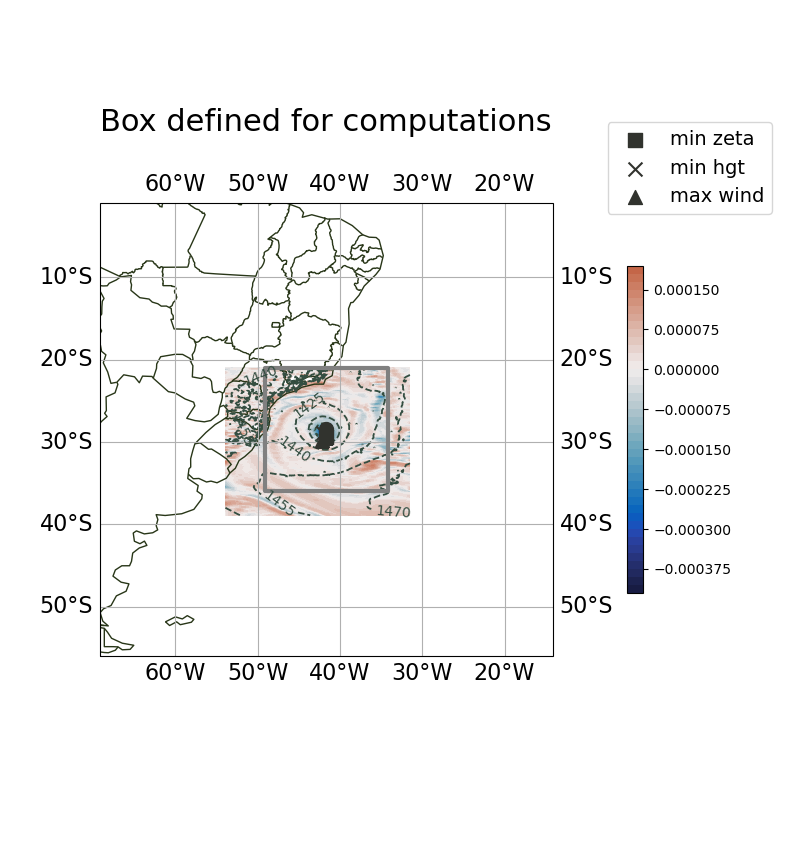 Box defined for computations
min zeta
min hgt
max wind
60°W 50°W 40°W 30°W 20°W
10°S 10°S
20°S 20°S
30°S 30°S
40°S 40°S
50°S 50°S
60°W 50°W 40°W 30°W 20°W
1425
1440
1455
1470
0.000150
0.000075
0.000000
−0.000075
−0.000150
−0.000225
−0.000300
−0.000375